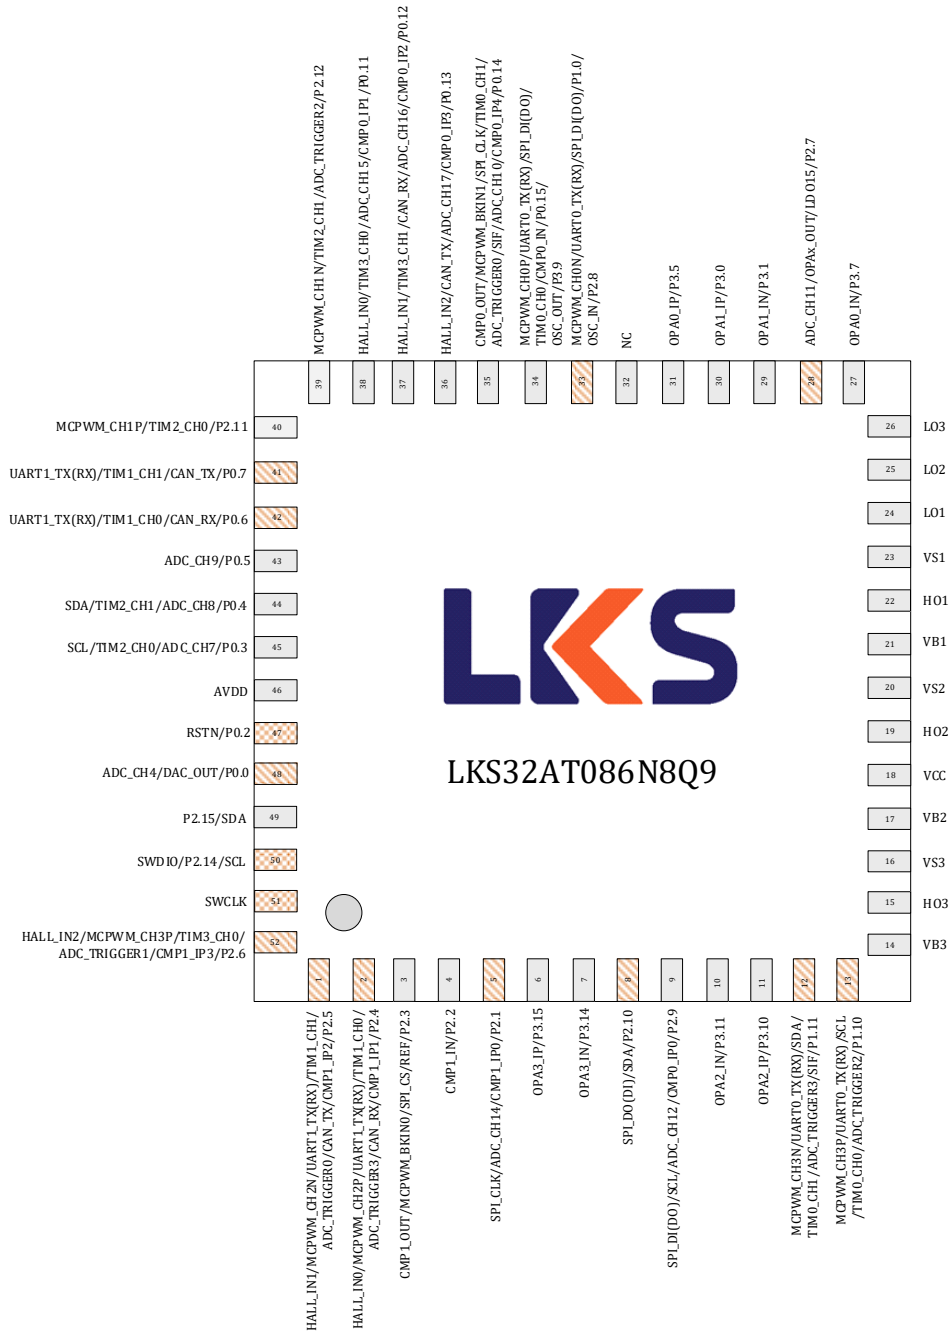 MCPWM_CH1N/TIM2_CH1/ADC_TRIGGER2/P2.12
HALL_IN0/TIM3_CH0/ADC_CH15/CMP0_IP1/P0.11
HALL_IN1/TIM3_CH1/CAN_RX/ADC_CH16/CMP0_IP2/P0.12
HALL_IN2/CAN_TX/ADC_CH17/CMP0_IP3/P0.13
CMP0_OUT/MCPWM_BKIN1/SPI_CLK/TIM0_CH1/
ADC_TRIGGER0/SIF/ADC_CH10/CMP0_IP4/P0.14
MCPWM_CH0P/UART0_TX(RX)/SPI_DI(DO)/
TIM0_CH0/CMP0_IN/P0.15/
OSC_OUT/P3.9
MCPWM_CH0N/UART0_TX(RX)/SPI_DI(DO)/P1.0/
OSC_IN/P2.8
NC
OPA0_IP/P3.5
OPA1_IP/P3.0
OPA1_IN/P3.1
ADC_CH11/OPAx_OUT/LDO15/P2.7
OPA0_IN/P3.7
39
38
37
36
35
34
33
32
31
30
29
28
27
MCPWM_CH1P/TIM2_CH0/P2.11
40
UART1_TX(RX)/TIM1_CH1/CAN_TX/P0.7
41
UART1_TX(RX)/TIM1_CH0/CAN_RX/P0.6
42
ADC_CH9/P0.5
43
SDA/TIM2_CH1/ADC_CH8/P0.4
44
SCL/TIM2_CH0/ADC_CH7/P0.3
45
AVDD
46
RSTN/P0.2
47
ADC_CH4/DAC_OUT/P0.0
48
P2.15/SDA
49
SWDIO/P2.14/SCL
50
SWCLK
51
HALL_IN2/MCPWM_CH3P/TIM3_CH0/
ADC_TRIGGER1/CMP1_IP3/P2.6
52
LKS
LKS32AT086N8Q9
26
LO3
25
LO2
24
LO1
23
VS1
22
HO1
21
VB1
20
VS2
19
HO2
18
VCC
17
VB2
16
VS3
15
HO3
14
VB3
1
2
3
4
5
6
7
8
9
10
11
12
13
HALL_IN1/MCPWM_CH2N/UART1_TX(RX)/TIM1_CH1/
ADC_TRIGGER0/CAN_TX/CMP1_IP2/P2.5
HALL_IN0/MCPWM_CH2P/UART1_TX(RX)/TIM1_CH0/
ADC_TRIGGER3/CAN_RX/CMP1_IP1/P2.4
CMP1_OUT/MCPWM_BKIN0/SPI_CS/REF/P2.3
CMP1_IN/P2.2
SPI_CLK/ADC_CH14/CMP1_IP0/P2.1
OPA3_IP/P3.15
OPA3_IN/P3.14
SPI_DO(DI)/SDA/P2.10
SPI_DI(DO)/SCL/ADC_CH12/CMP0_IP0/P2.9
OPA2_IN/P3.11
OPA2_IP/P3.10
MCPWM_CH3N/UART0_TX(RX)/SDA/
TIM0_CH1/ADC_TRIGGER3/SIF/P1.11
MCPWM_CH3P/UART0_TX(RX)/SCL
/TIM0_CH0/ADC_TRIGGER2/P1.10